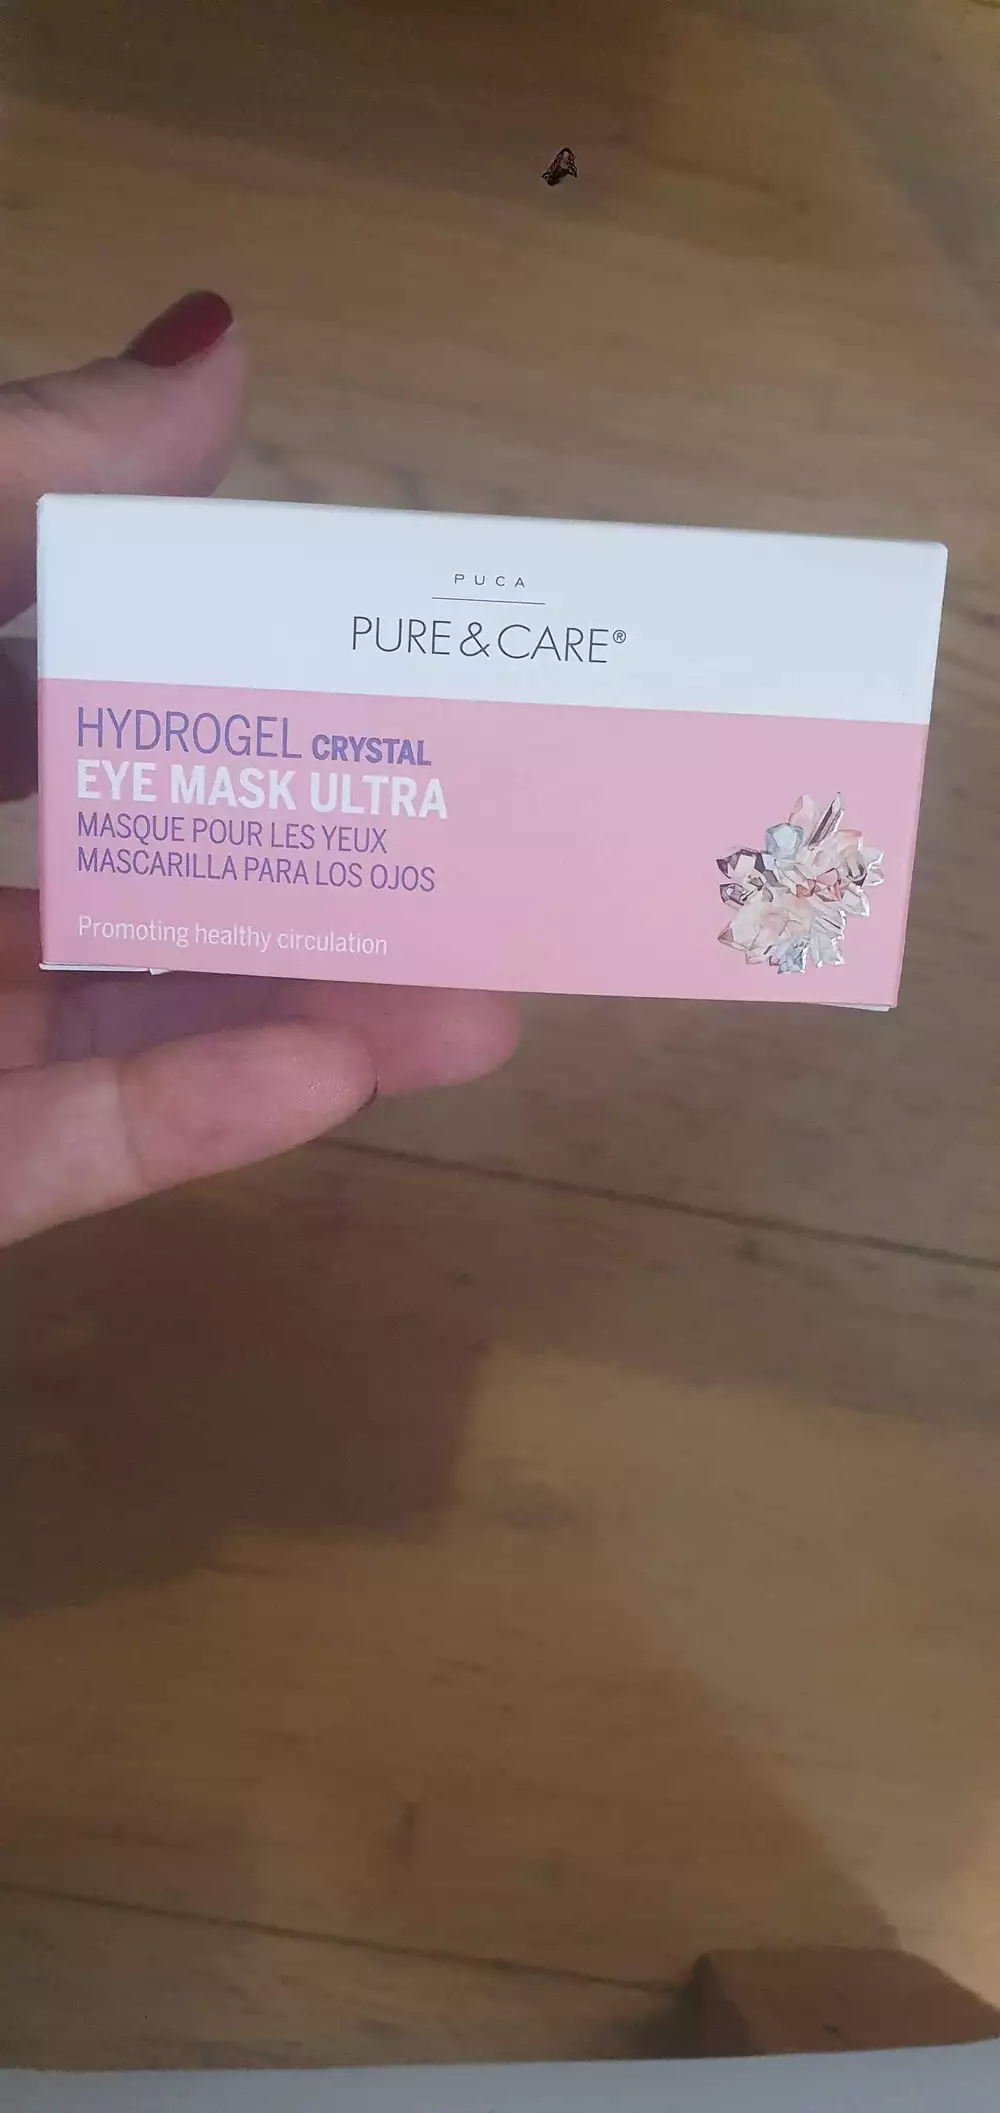 PUCA
PURE & CARE®
HYDROGEL CRYSTAL
EYE MASK ULTRA
MASQUE POUR LES YEUX
MASCARILLA PARA LOS OJOS
Promoting healthy circulation